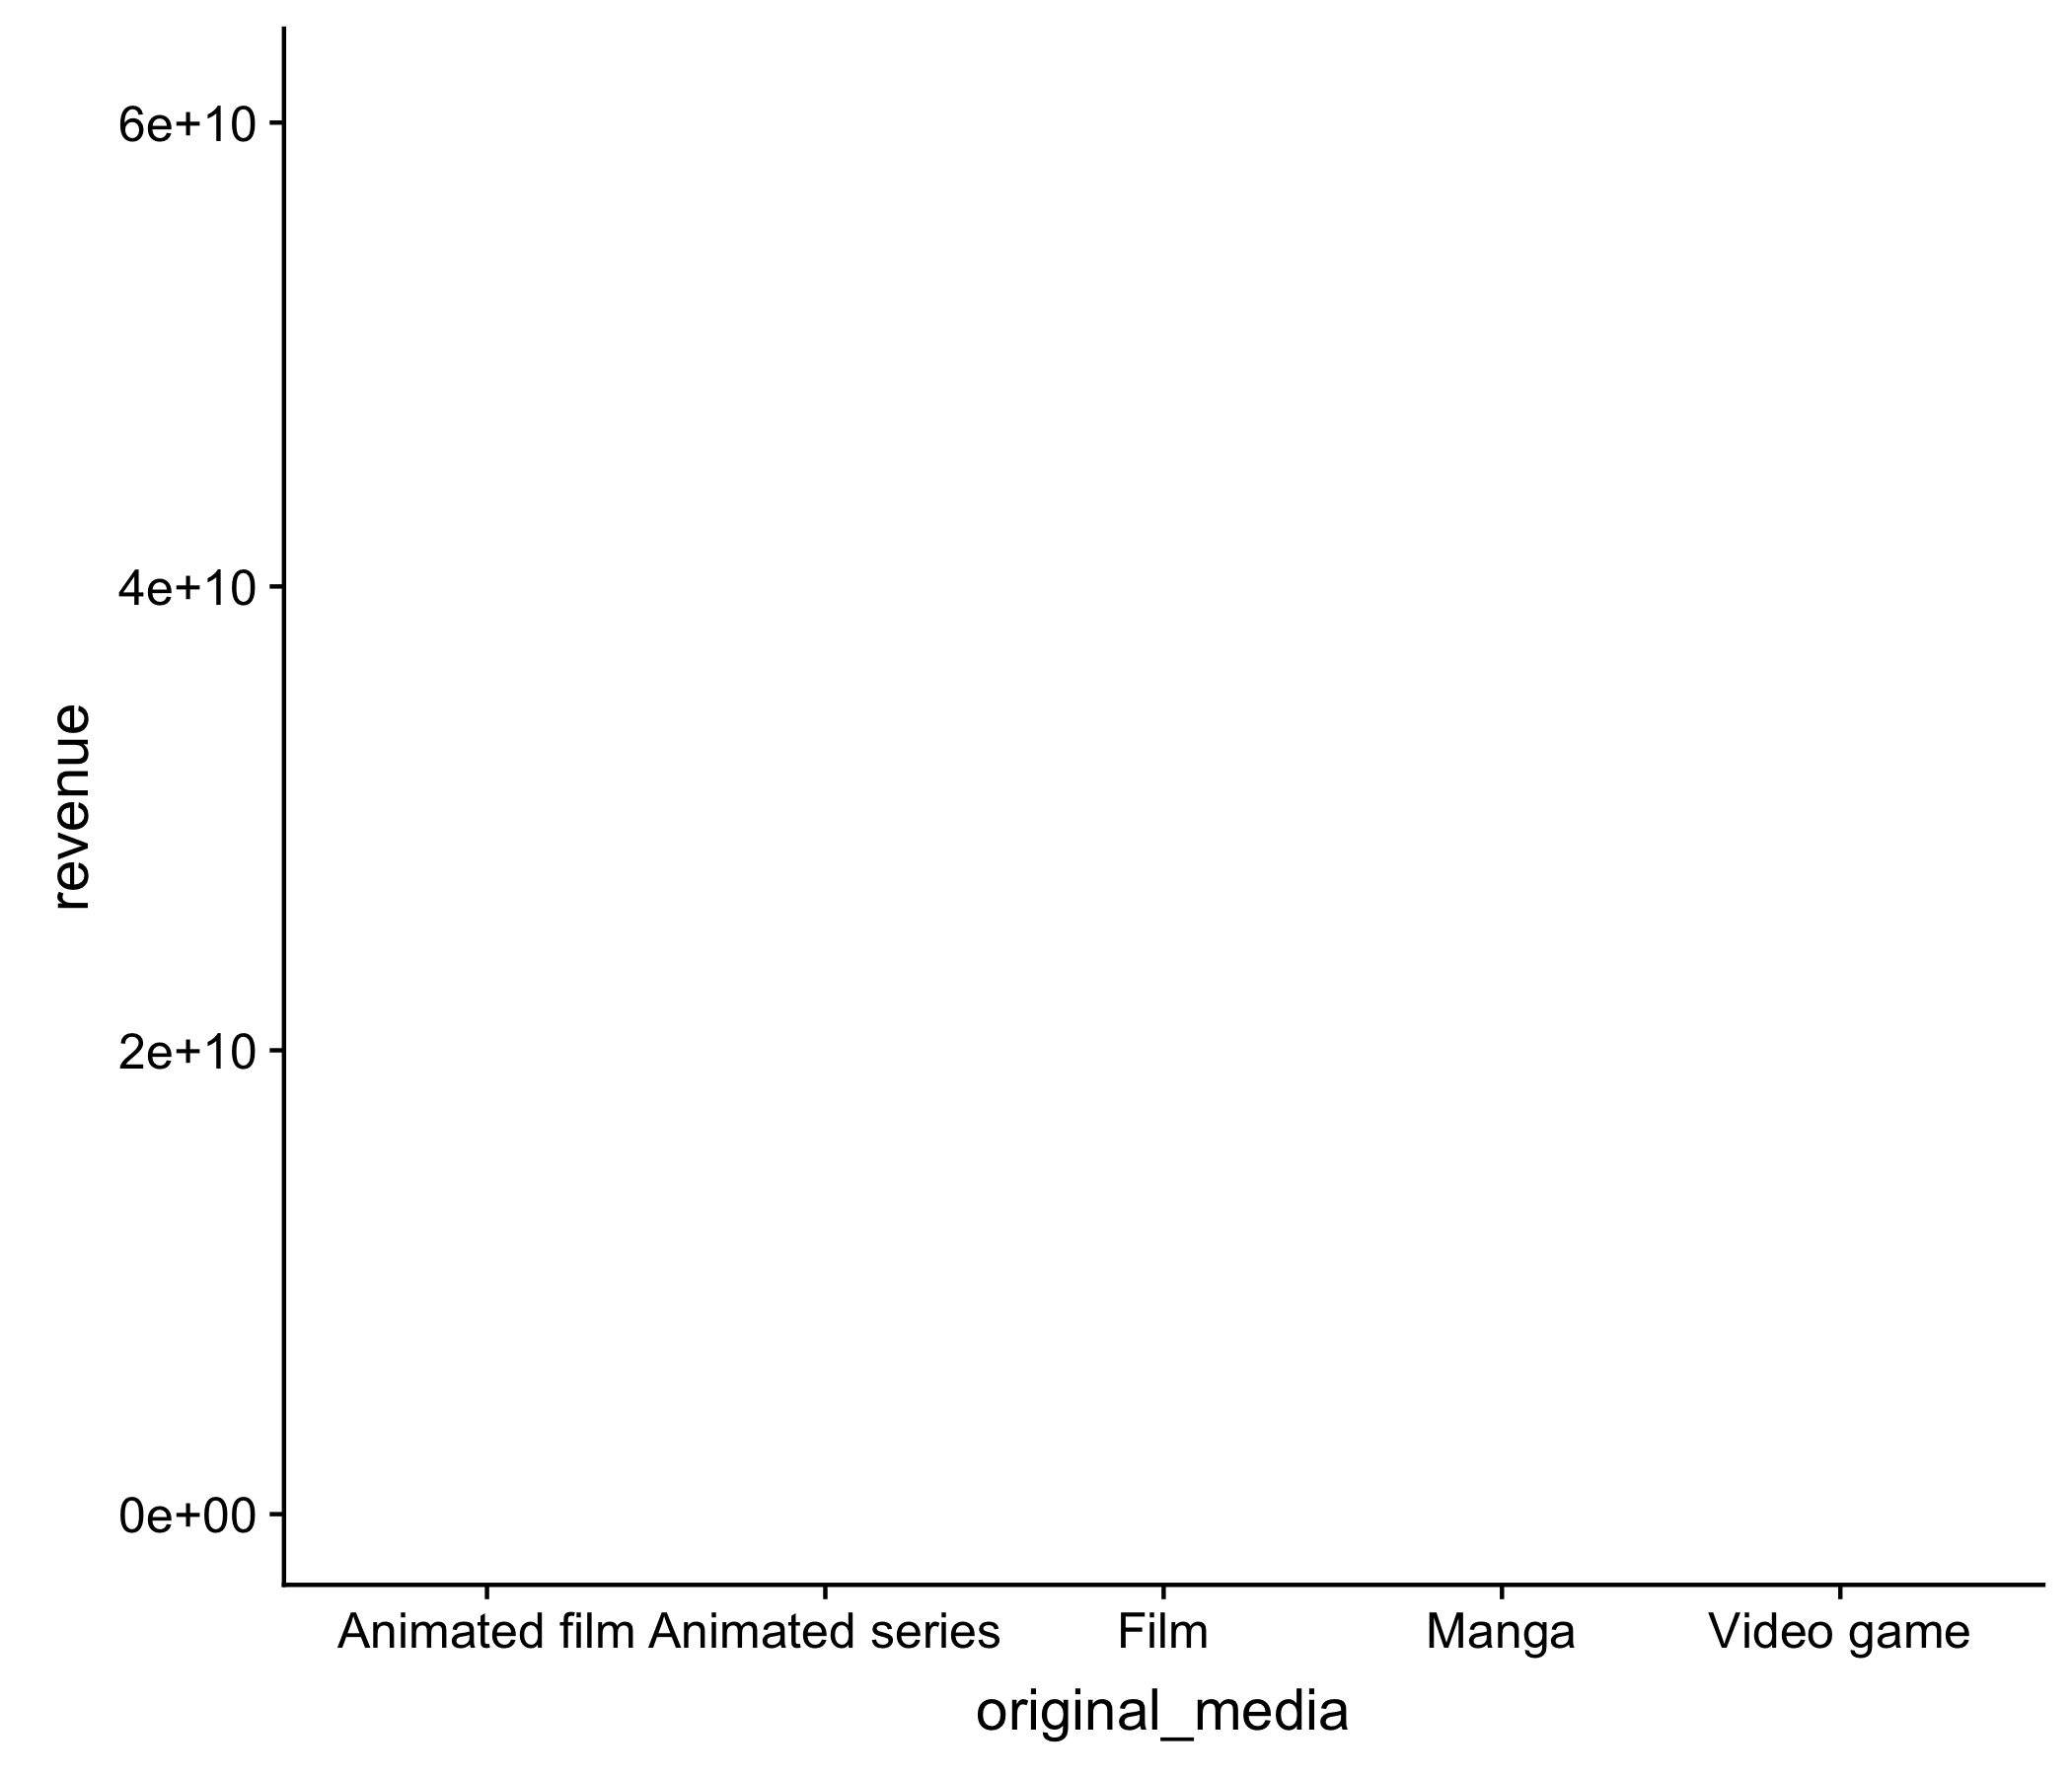 6e+10
4e+10
2e+10
0e+00
revenue
Animated film Animated series Film Manga Video game
original_media